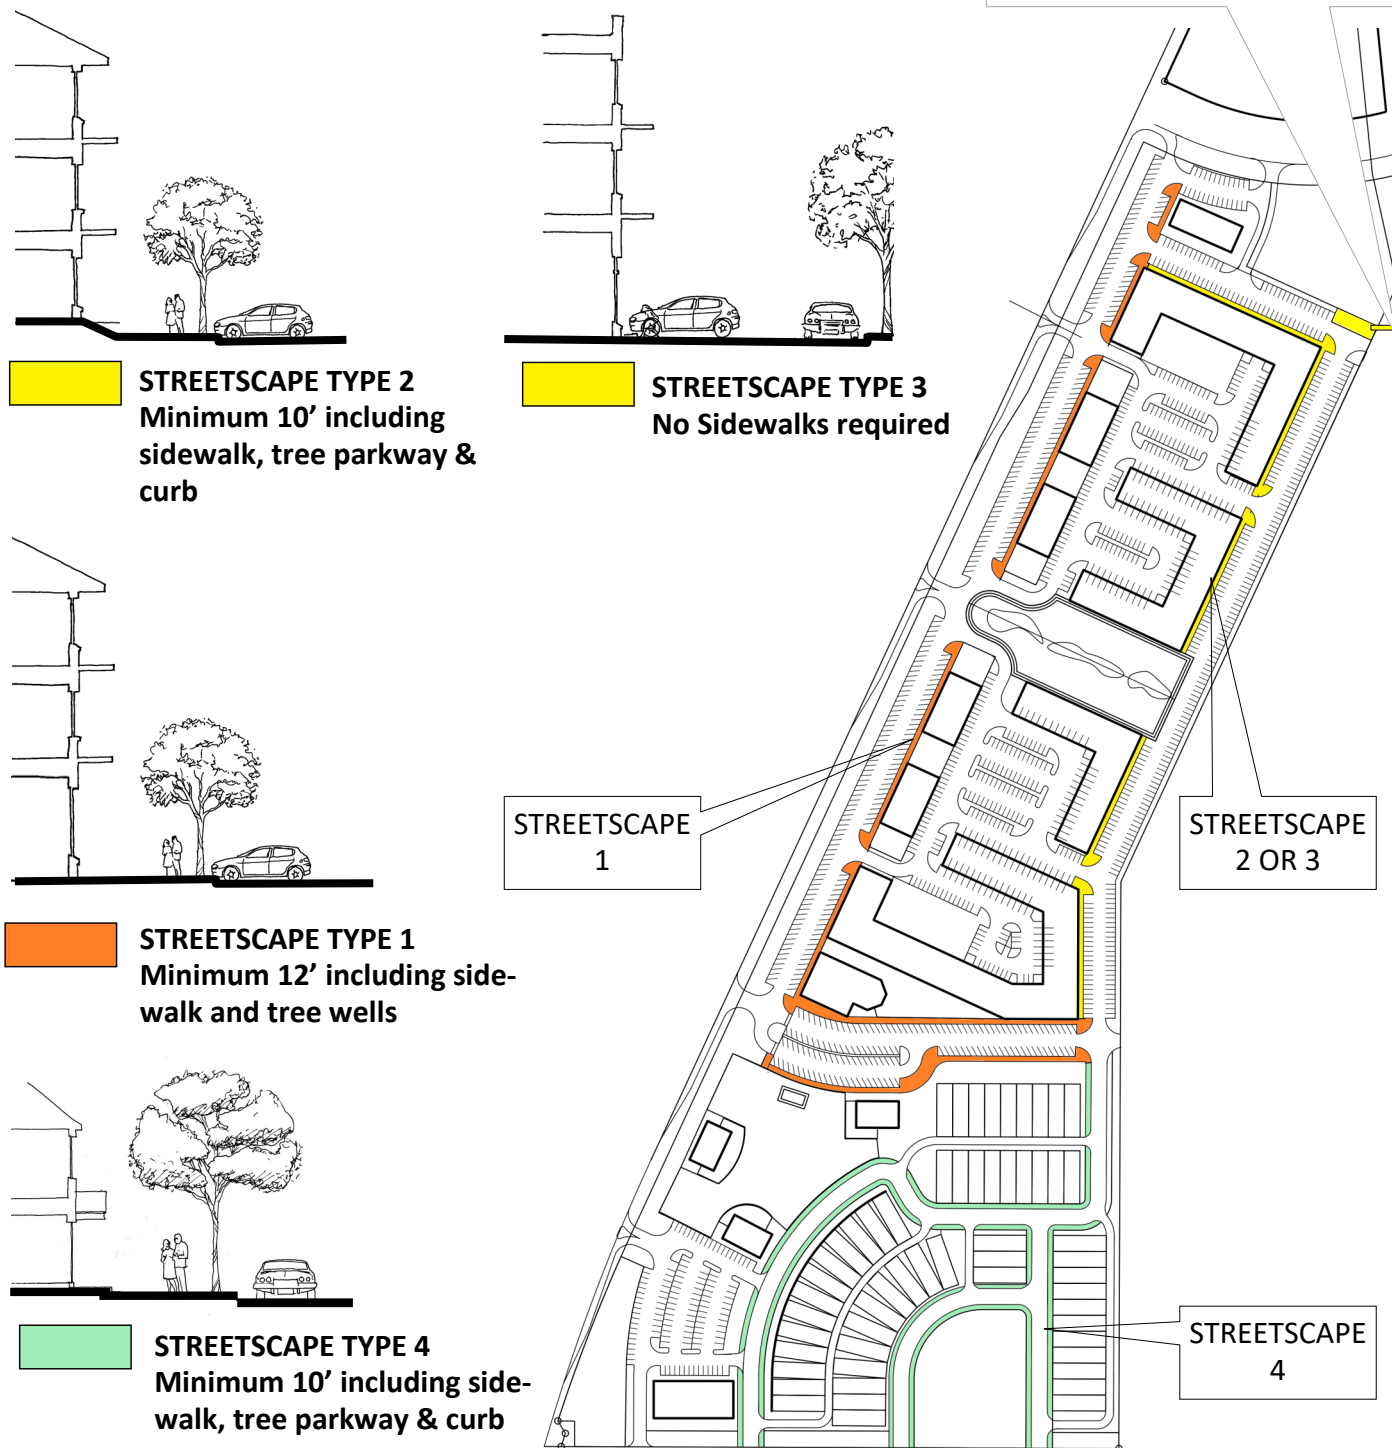 STREETSCAPE TYPE 2
Minimum 10’ including
sidewalk, tree parkway &
curb
STREETSCAPE TYPE 3
No Sidewalks required
STREETSCAPE TYPE 1
Minimum 12’ including side-
walk and tree wells
STREETSCAPE TYPE 4
Minimum 10’ including side-
walk, tree parkway & curb
STREETSCAPE
1
STREETSCAPE
2 OR 3
STREETSCAPE
4